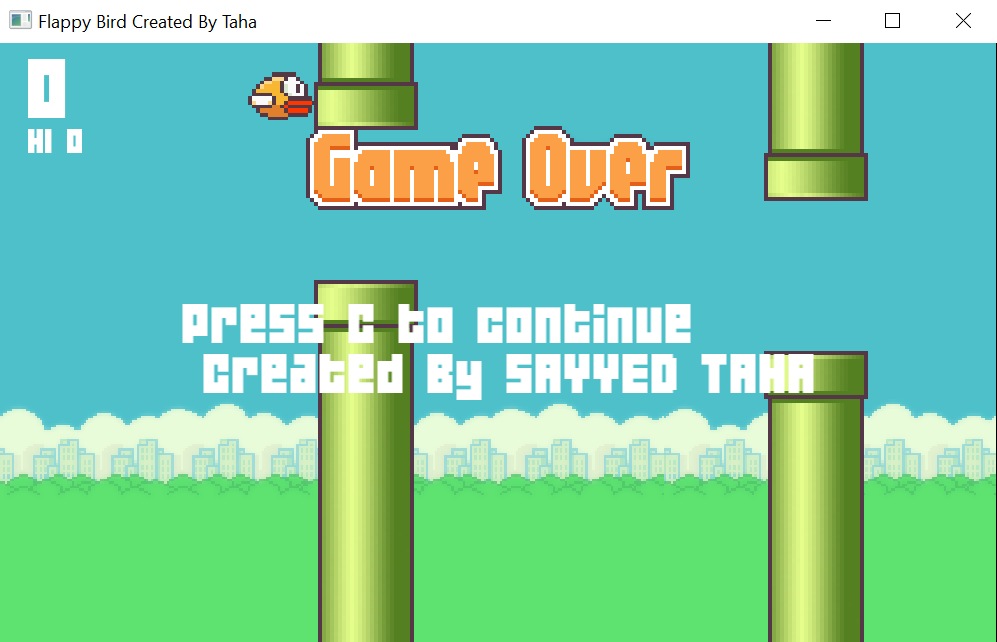 Flappy Bird Created By Taha
0
HI 0
Game Over
Press C to continue
Created By SAYYED TAHA